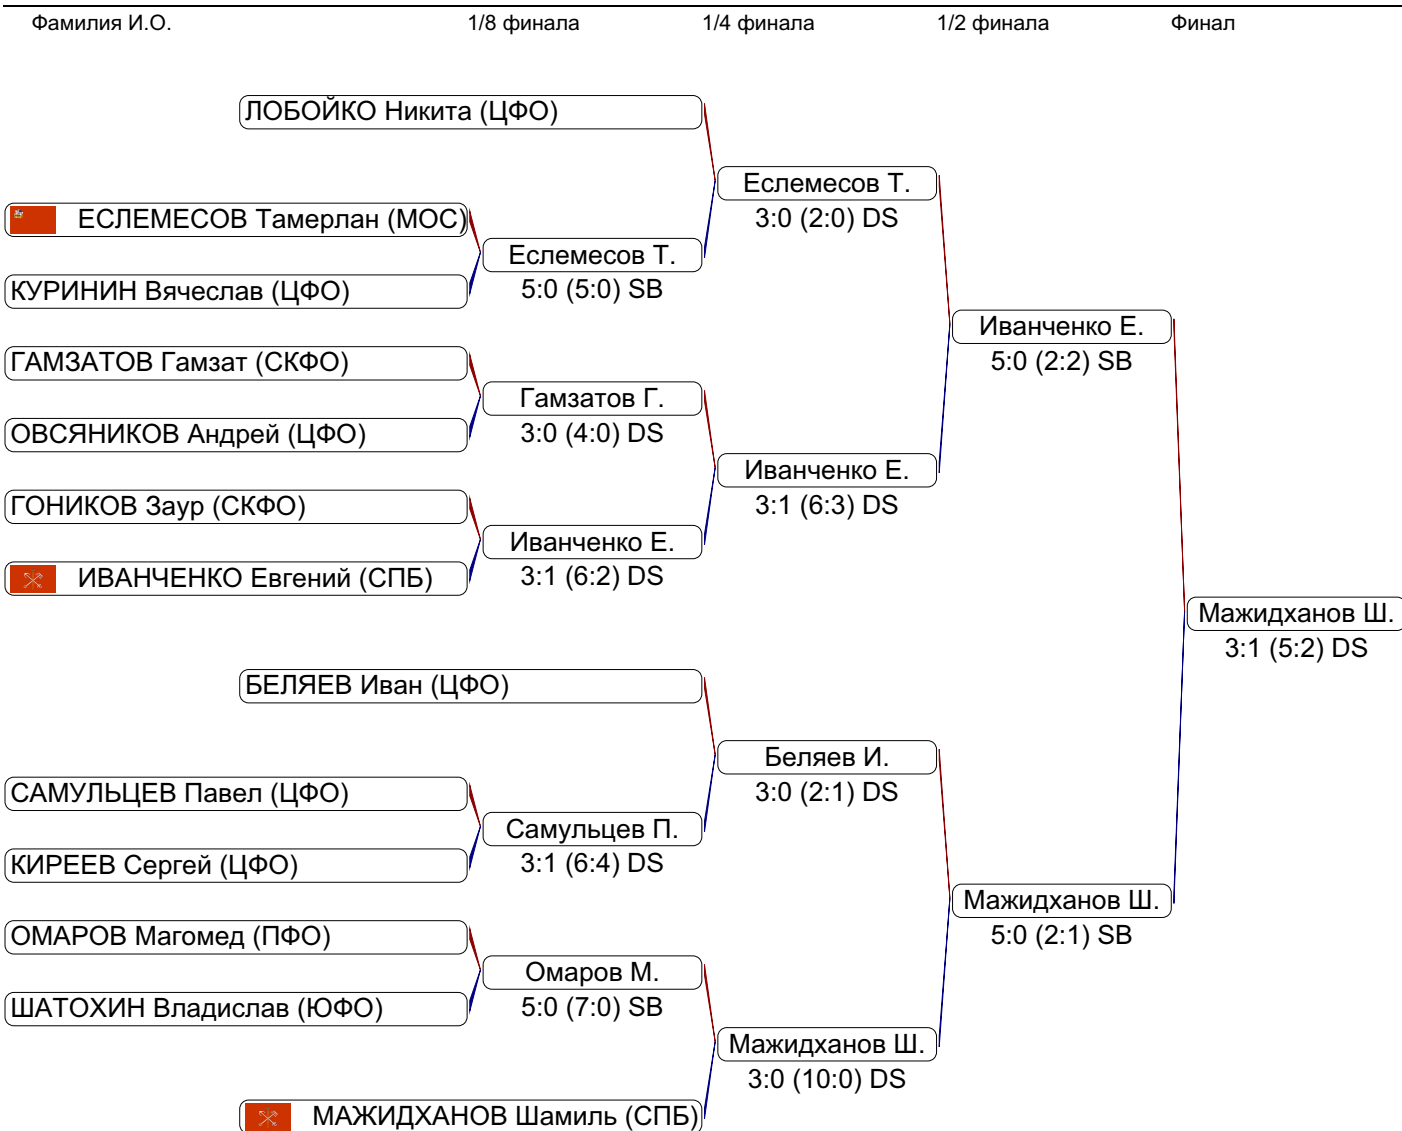 Фамилия И.О. 1/8 финала 1/4 финала 1/2 финала Финал
ЛОБОЙКО Никита (ЦФО)
Еслемесов Т.
ЕСЛЕМЕСОВ Тамерлан (МОС) 3:0 (2:0) DS
Еслемесов Т.
КУРИНИН Вячеслав (ЦФО) 5:0 (5:0) SB
Иванченко Е.
ГАМЗАТОВ Гамзат (СКФО) 5:0 (2:2) SB
Гамзатов Г.
ОВСЯНИКОВ Андрей (ЦФО) 3:0 (4:0) DS
Иванченко Е.
ГОНИКОВ Заур (СКФО) 3:1 (6:3) DS
Иванченко Е.
ИВАНЧЕНКО Евгений (СПБ) 3:1 (6:2) DS
Мажидханов Ш.
3:1 (5:2) DS
БЕЛЯЕВ Иван (ЦФО)
Беляев И.
САМУЛЬЦЕВ Павел (ЦФО) 3:0 (2:1) DS
Самульцев П.
КИРЕЕВ Сергей (ЦФО) 3:1 (6:4) DS
Мажидханов Ш.
ОМАРОВ Магомед (ПФО) 5:0 (2:1) SB
Омаров М.
ШАТОХИН Владислав (ЮФО) 5:0 (7:0) SB
Мажидханов Ш.
3:0 (10:0) DS
МАЖИДХАНОВ Шамиль (СПБ)